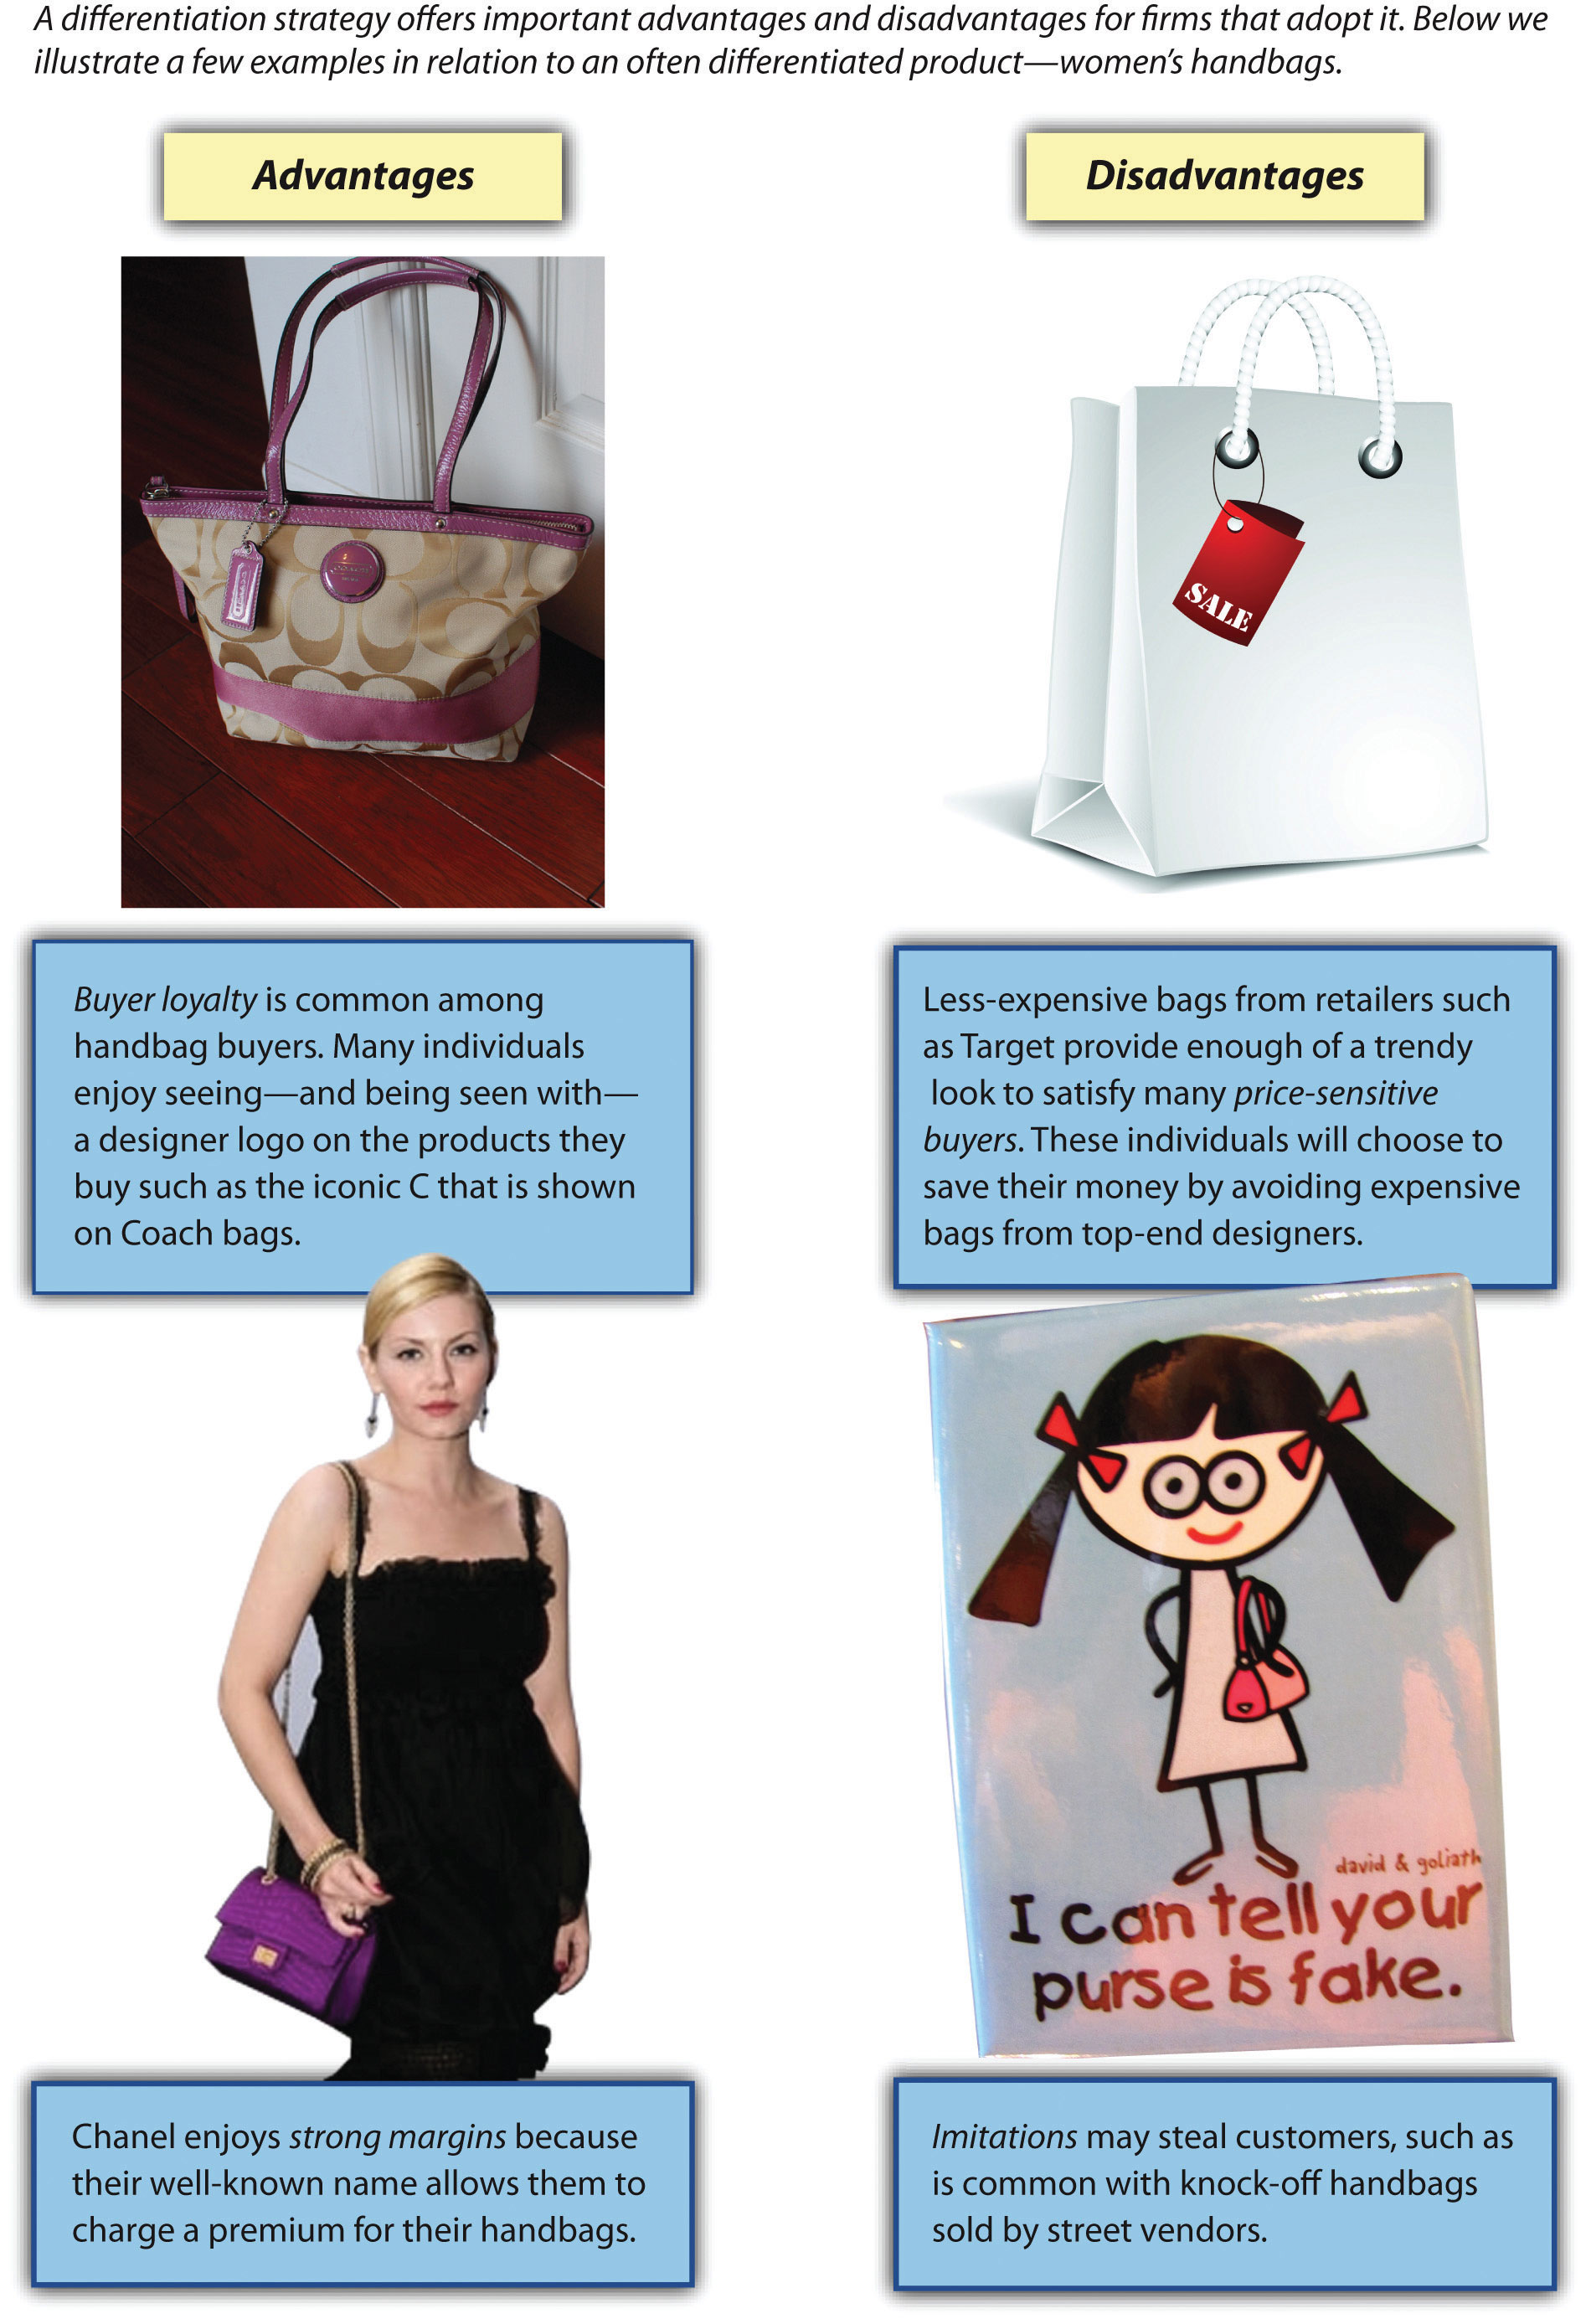 A differentiation strategy offers important advantages and disadvantages for firms that adopt it. Below we
illustrate a few examples in relation to an often differentiated product—women's handbags.
Advantages
Disadvantages
COACH
SALE
Buyer loyalty is common among
handbag buyers. Many individuals
enjoy seeing—and being seen with—
a designer logo on the products they
buy such as the iconic C that is shown
on Coach bags.
Less-expensive bags from retailers such
as Target provide enough of a trendy
look to satisfy many price-sensitive
buyers. These individuals will choose to
save their money by avoiding expensive
bags from top-end designers.
david & goliath
I can tell your
purse is fake.
Chanel enjoys strong margins because
their well-known name allows them to
charge a premium for their handbags.
Imitations may steal customers, such as
is common with knock-off handbags
sold by street vendors.